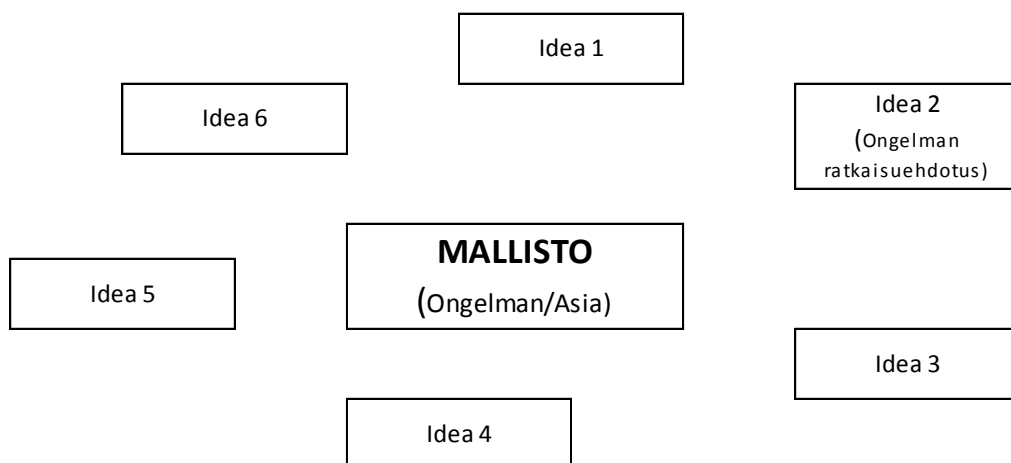 Idea 1
Idea 6
Idea 2
(Ongelman
ratkaisuehdotus)
MALLISTO
(Ongelman/Asia)
Idea 5
Idea 3
Idea 4